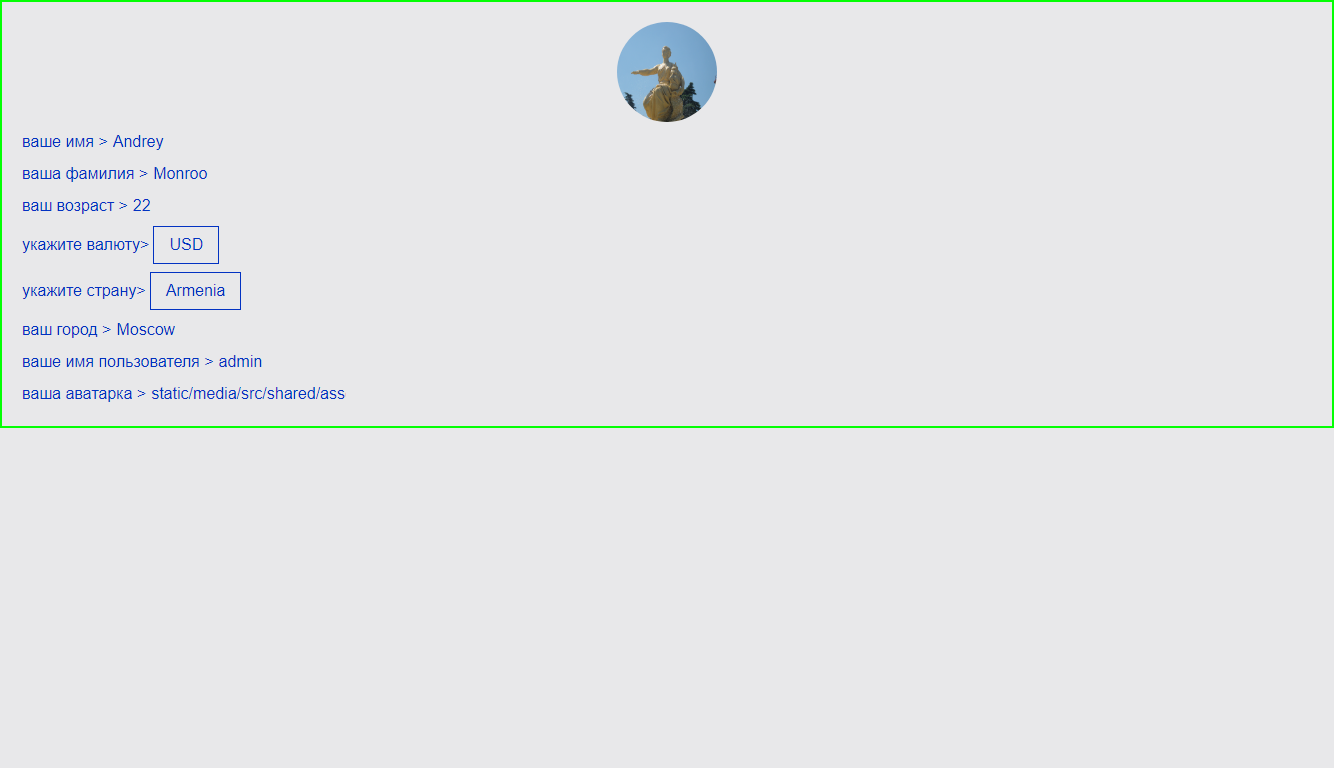 ваше имя > Andrey
ваша фамилия > Monroo
ваш возраст > 22
укажите валюту> USD
укажите страну> Armenia
ваш город > Moscow
ваше имя пользователя > admin
ваша аватарка > static/media/src/shared/ass